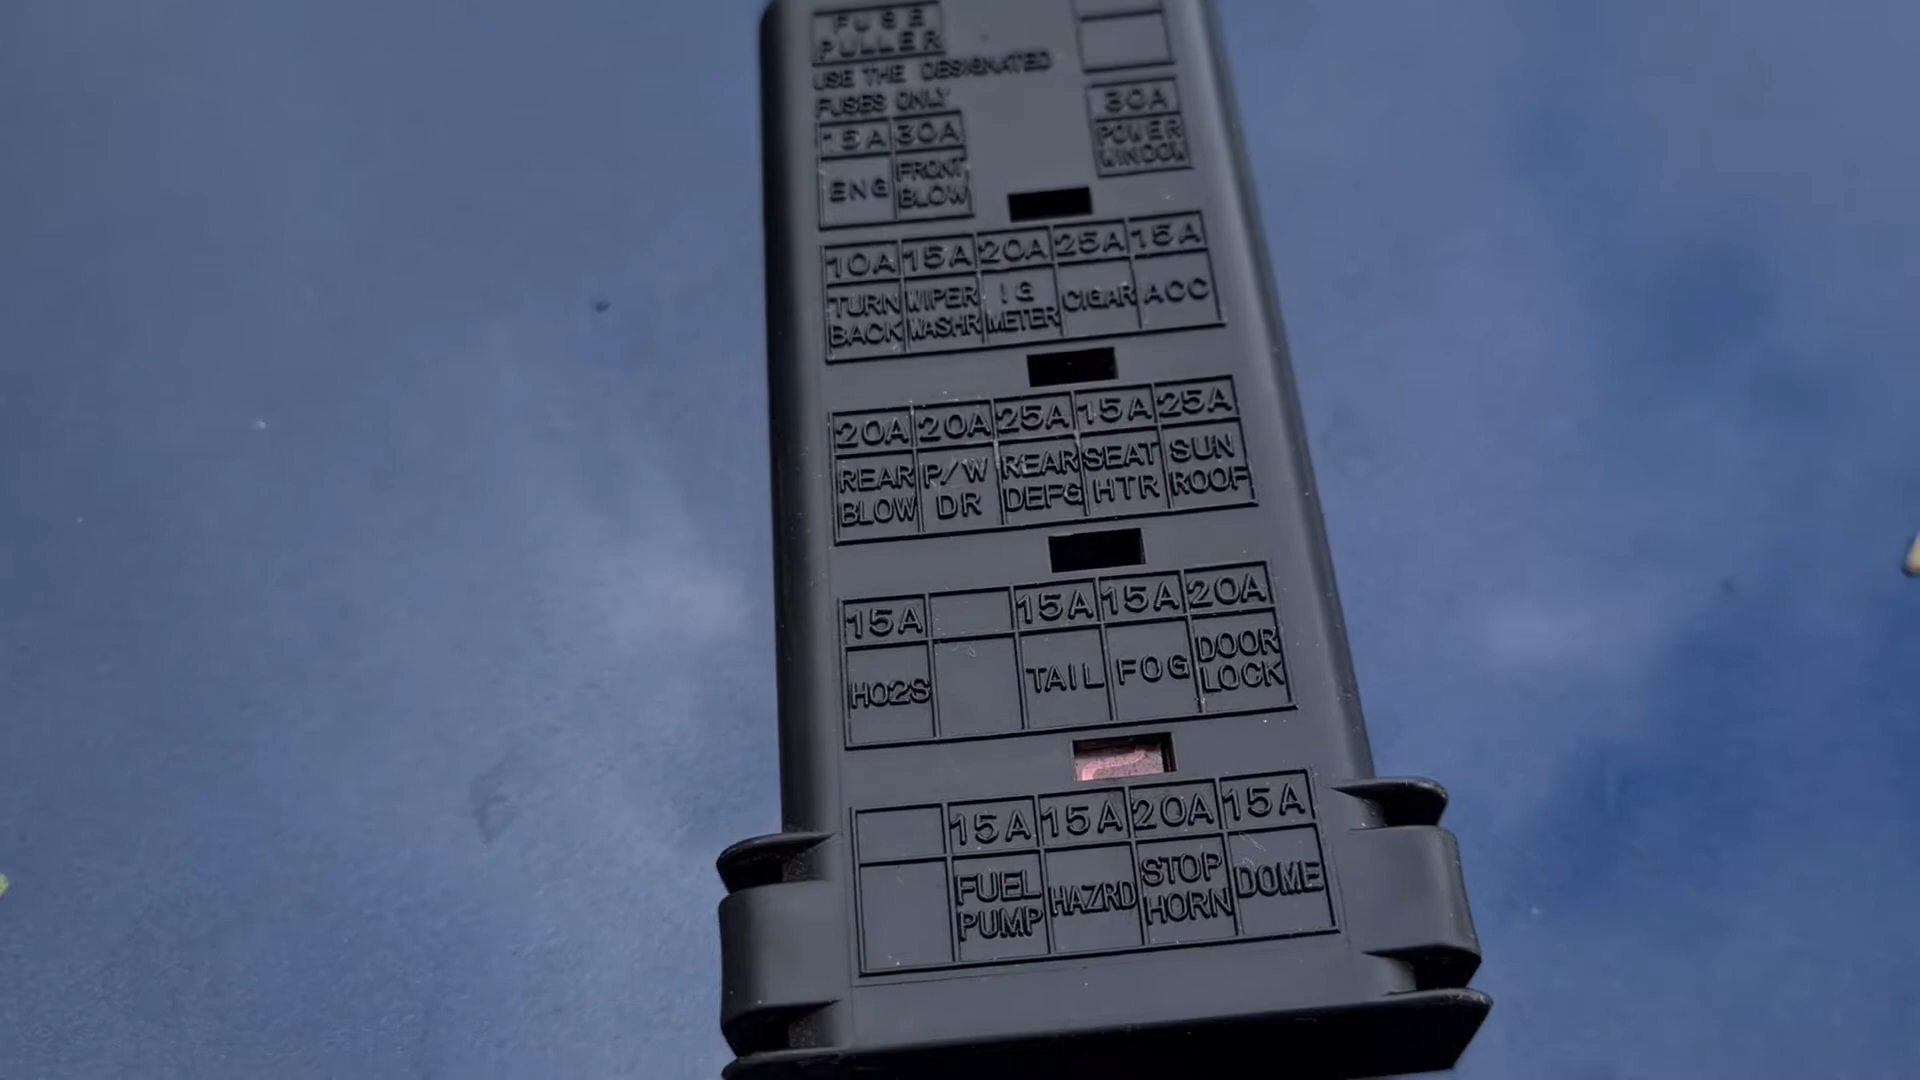 FUSE
PULLER
USE THE DESIGNATED
FUSES ONLY
15A 30A
ENG FRONT BLOW
30A
POWER
WINDOW
10A 15A 20A 25A 15A
TURN WIPER IG CIGAR ACC
BACK WASHR METER
20A 20A 25A 15A 25A
REAR P/W REAR SEAT SUN
BLOW DR DEFG HTR ROOF
15A 15A 15A 20A
HO2S TAIL FOG DOOR LOCK
15A 15A 20A 15A
FUEL HAZRD STOP DOME
PUMP HORN